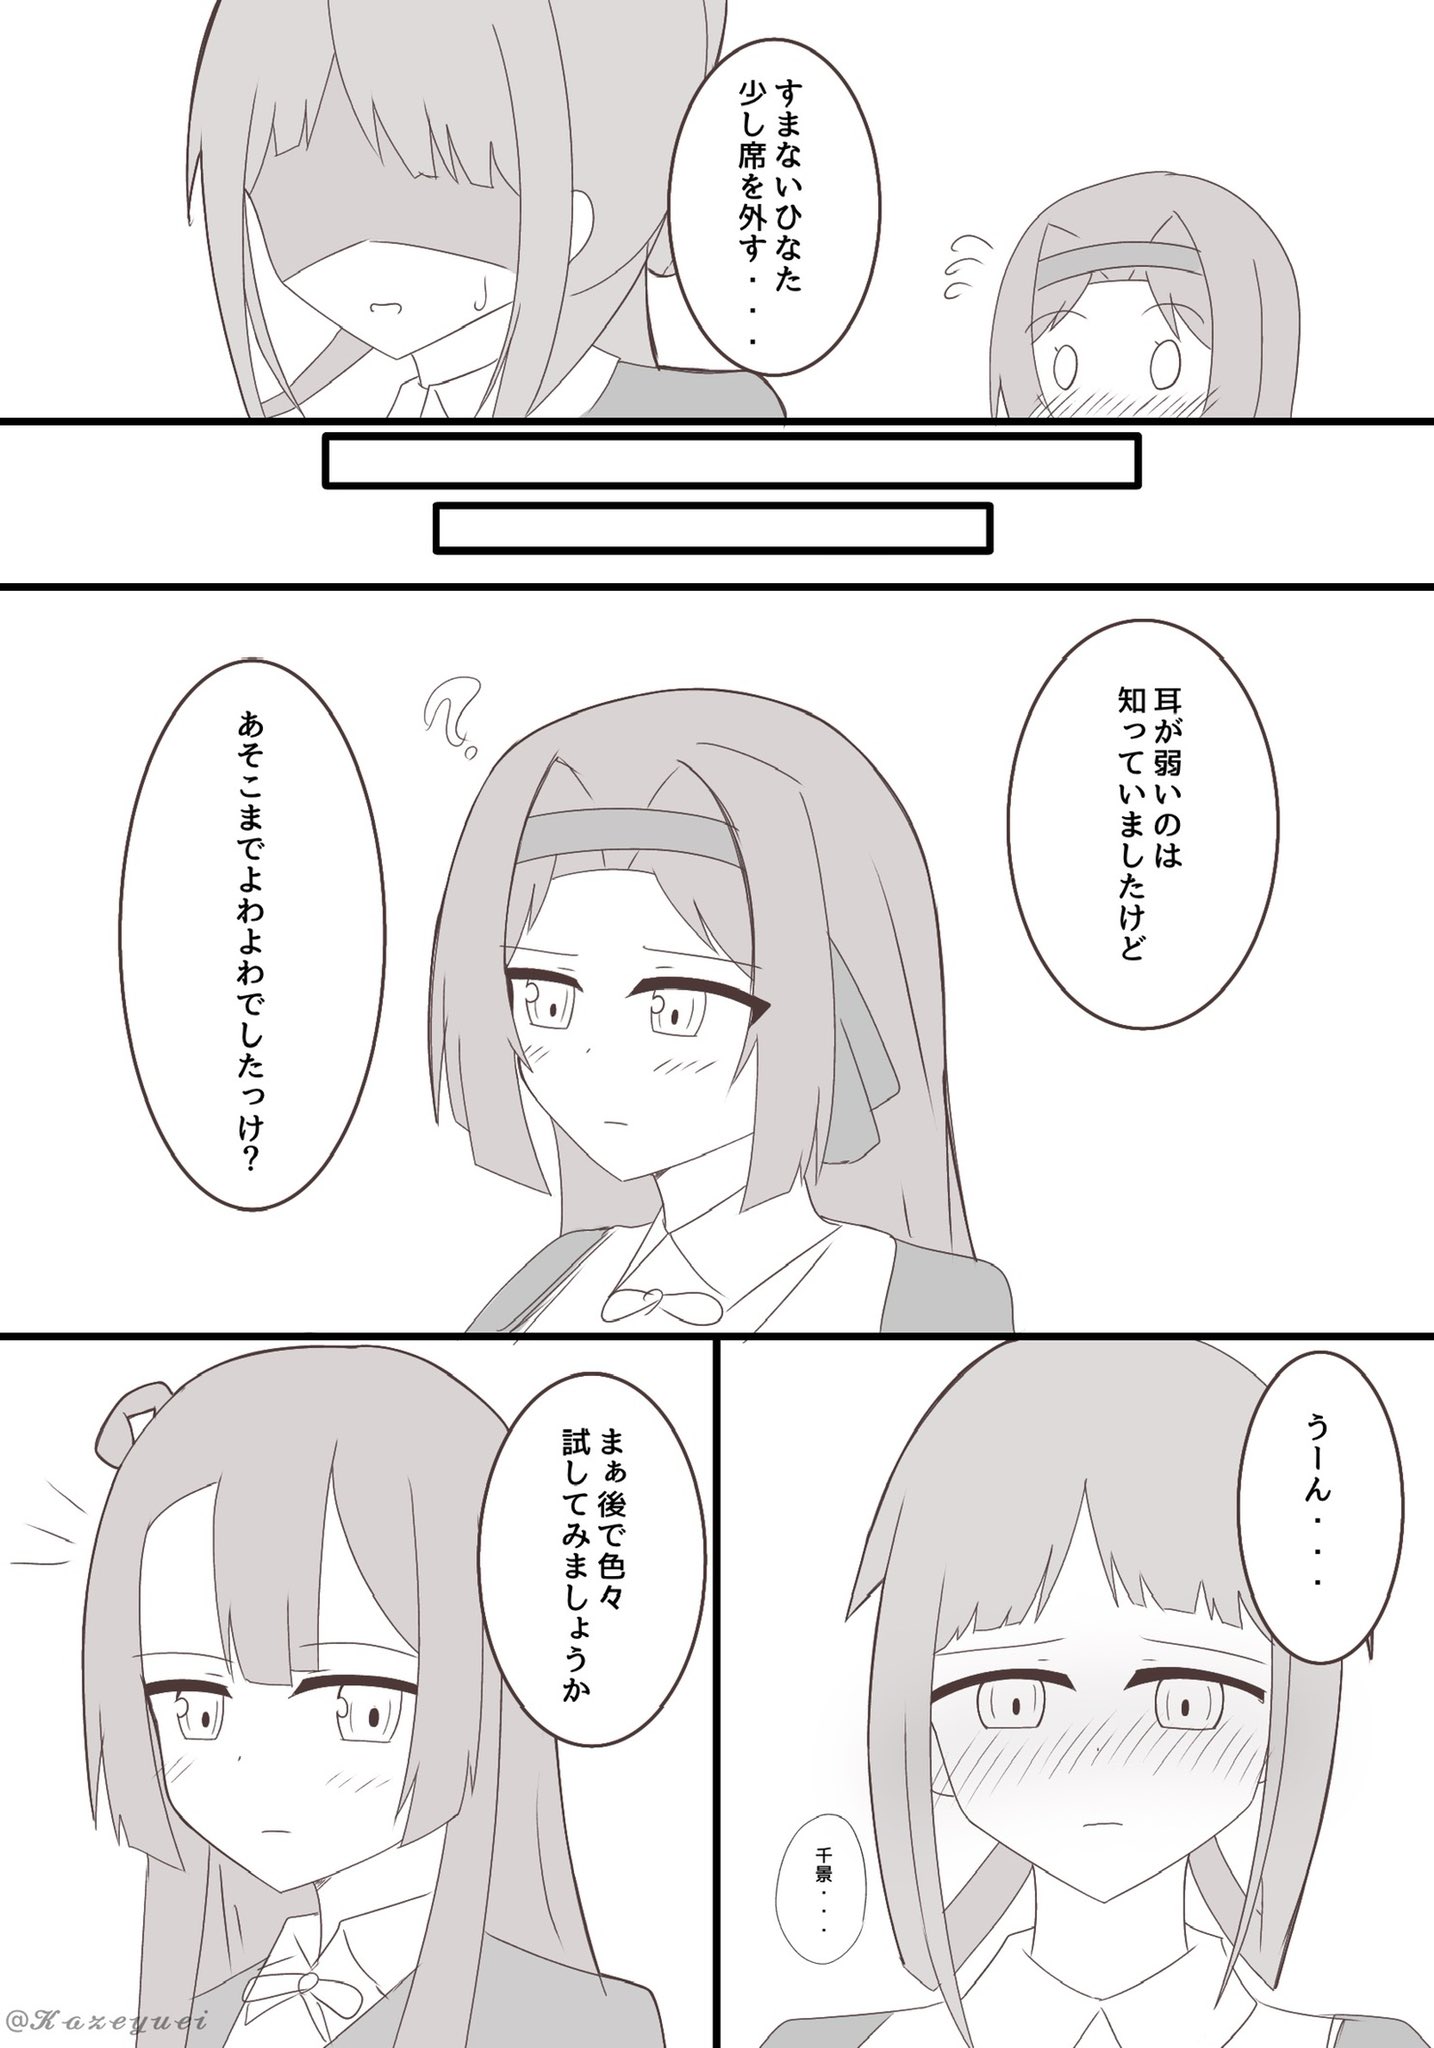 すまないひなた
少し席を外す・・・
耳が弱いのは
知っていましたけど
あそこまでよわよわでしたっけ？
うーん・・・
千景・・・
まぁ後で色々
試してみましょうか
@Kazeyuei